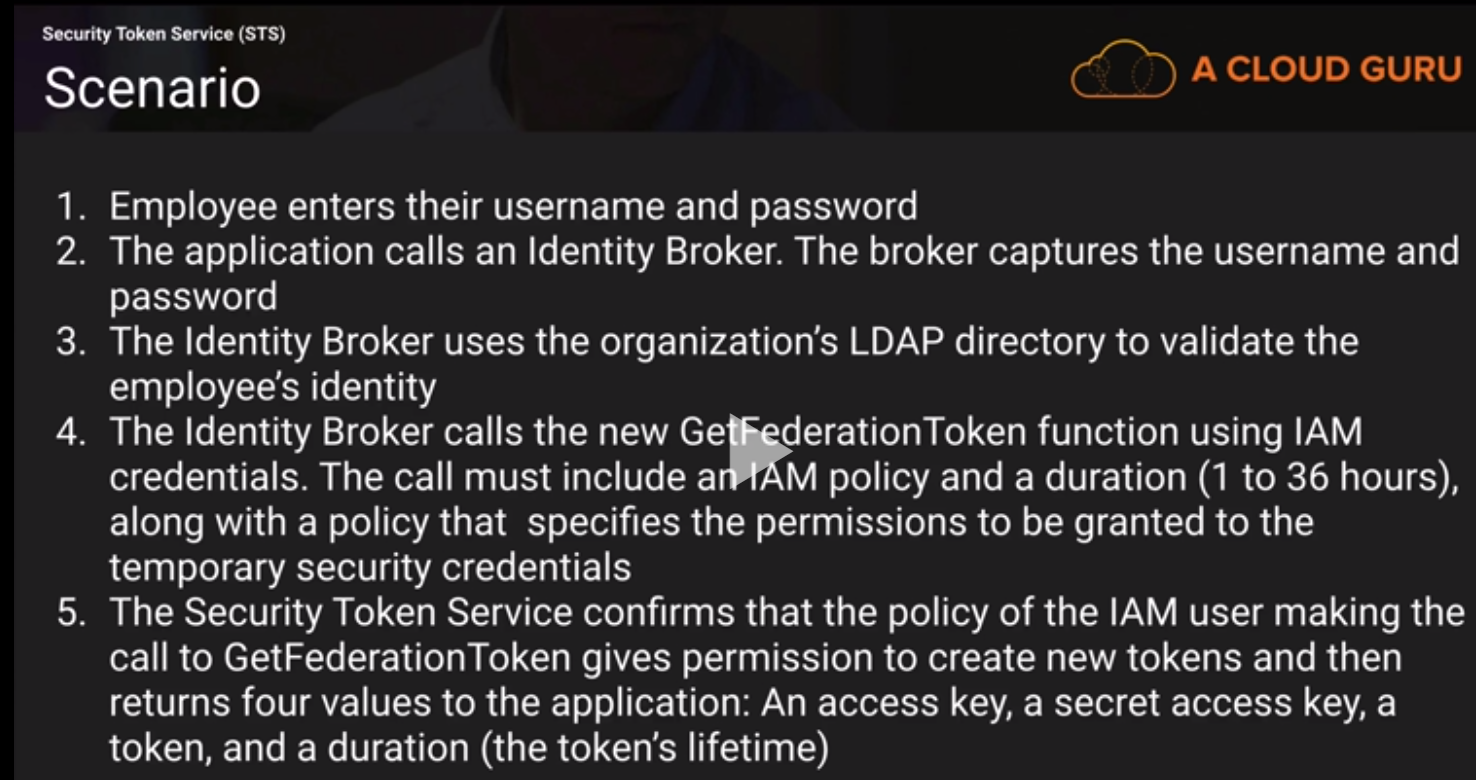 Security Token Service (STS)
Scenario
A CLOUD GURU
1. Employee enters their username and password
2. The application calls an Identity Broker. The broker captures the username and
password
3. The Identity Broker uses the organization’s LDAP directory to validate the
employee’s identity
4. The Identity Broker calls the new GetFederationToken function using IAM
credentials. The call must include an IAM policy and a duration (1 to 36 hours),
along with a policy that  specifies the permissions to be granted to the
temporary security credentials
5. The Security Token Service confirms that the policy of the IAM user making the
call to GetFederationToken gives permission to create new tokens and then
returns four values to the application: An access key, a secret access key, a
token, and a duration (the token’s lifetime)